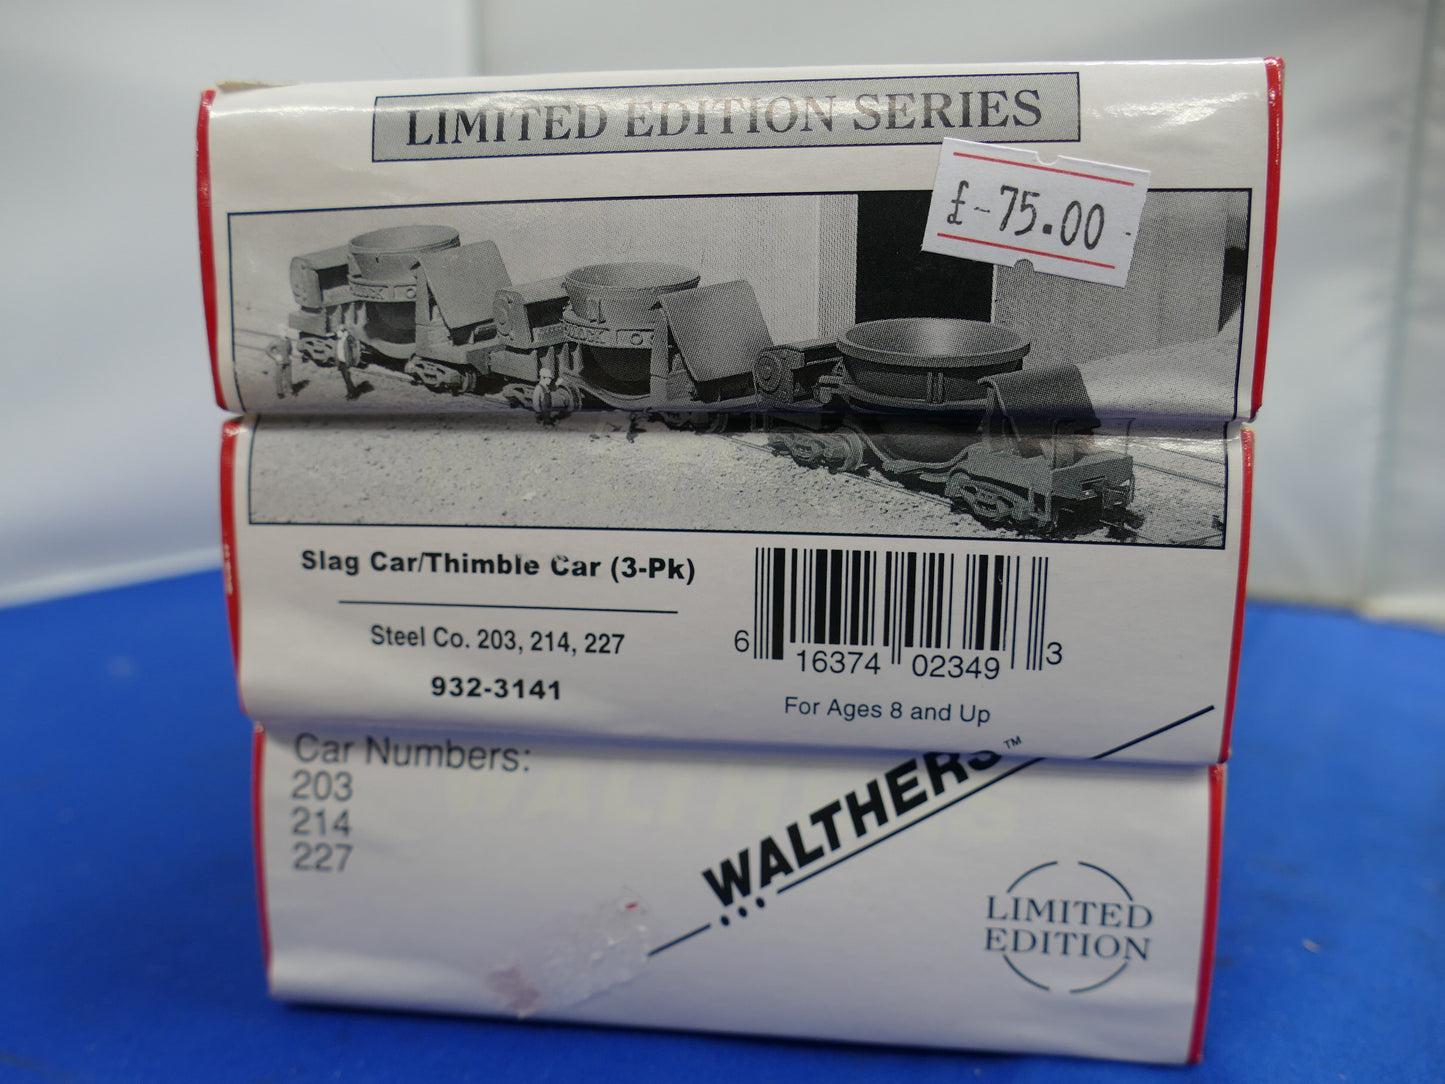 LIMITED EDITION SERIES
£-75.00
Slag Car/Thimble Car (3-Pk)
Steel Co. 203, 214, 227
932-3141
6 16374 02349 3
For Ages 8 and Up
Car Numbers:
203
214
227
WALTHERS™
LIMITED
EDITION